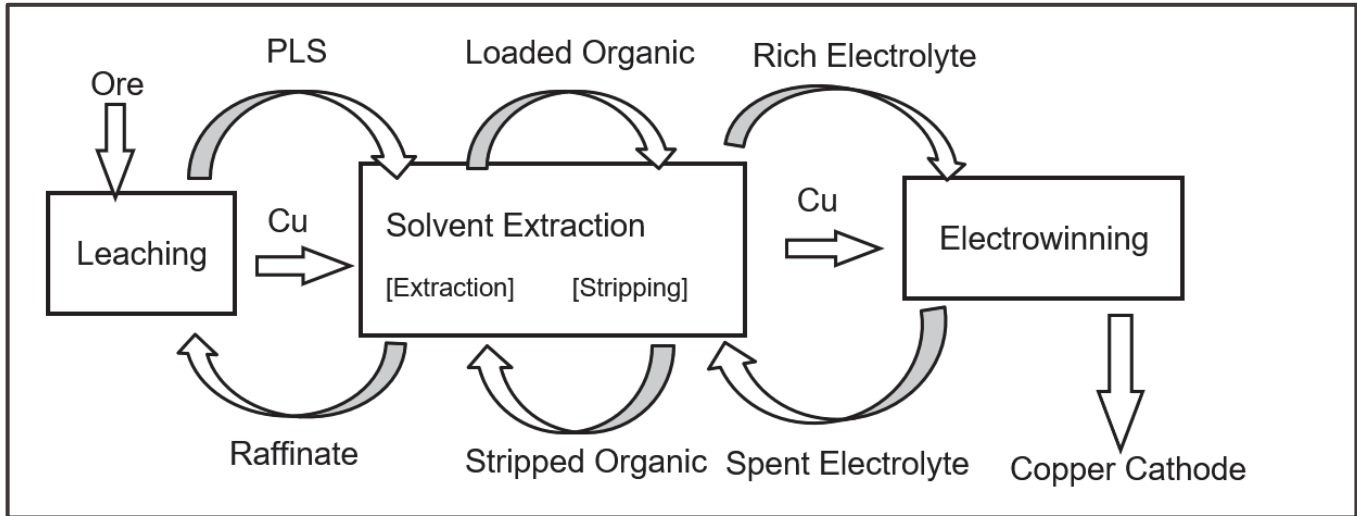 PLS
Loaded Organic
Rich Electrolyte
Ore
Cu
Cu
Leaching
Solvent Extraction
[Extraction]
[Stripping]
Electrowinning
Raffinate
Stripped Organic
Spent Electrolyte
Copper Cathode